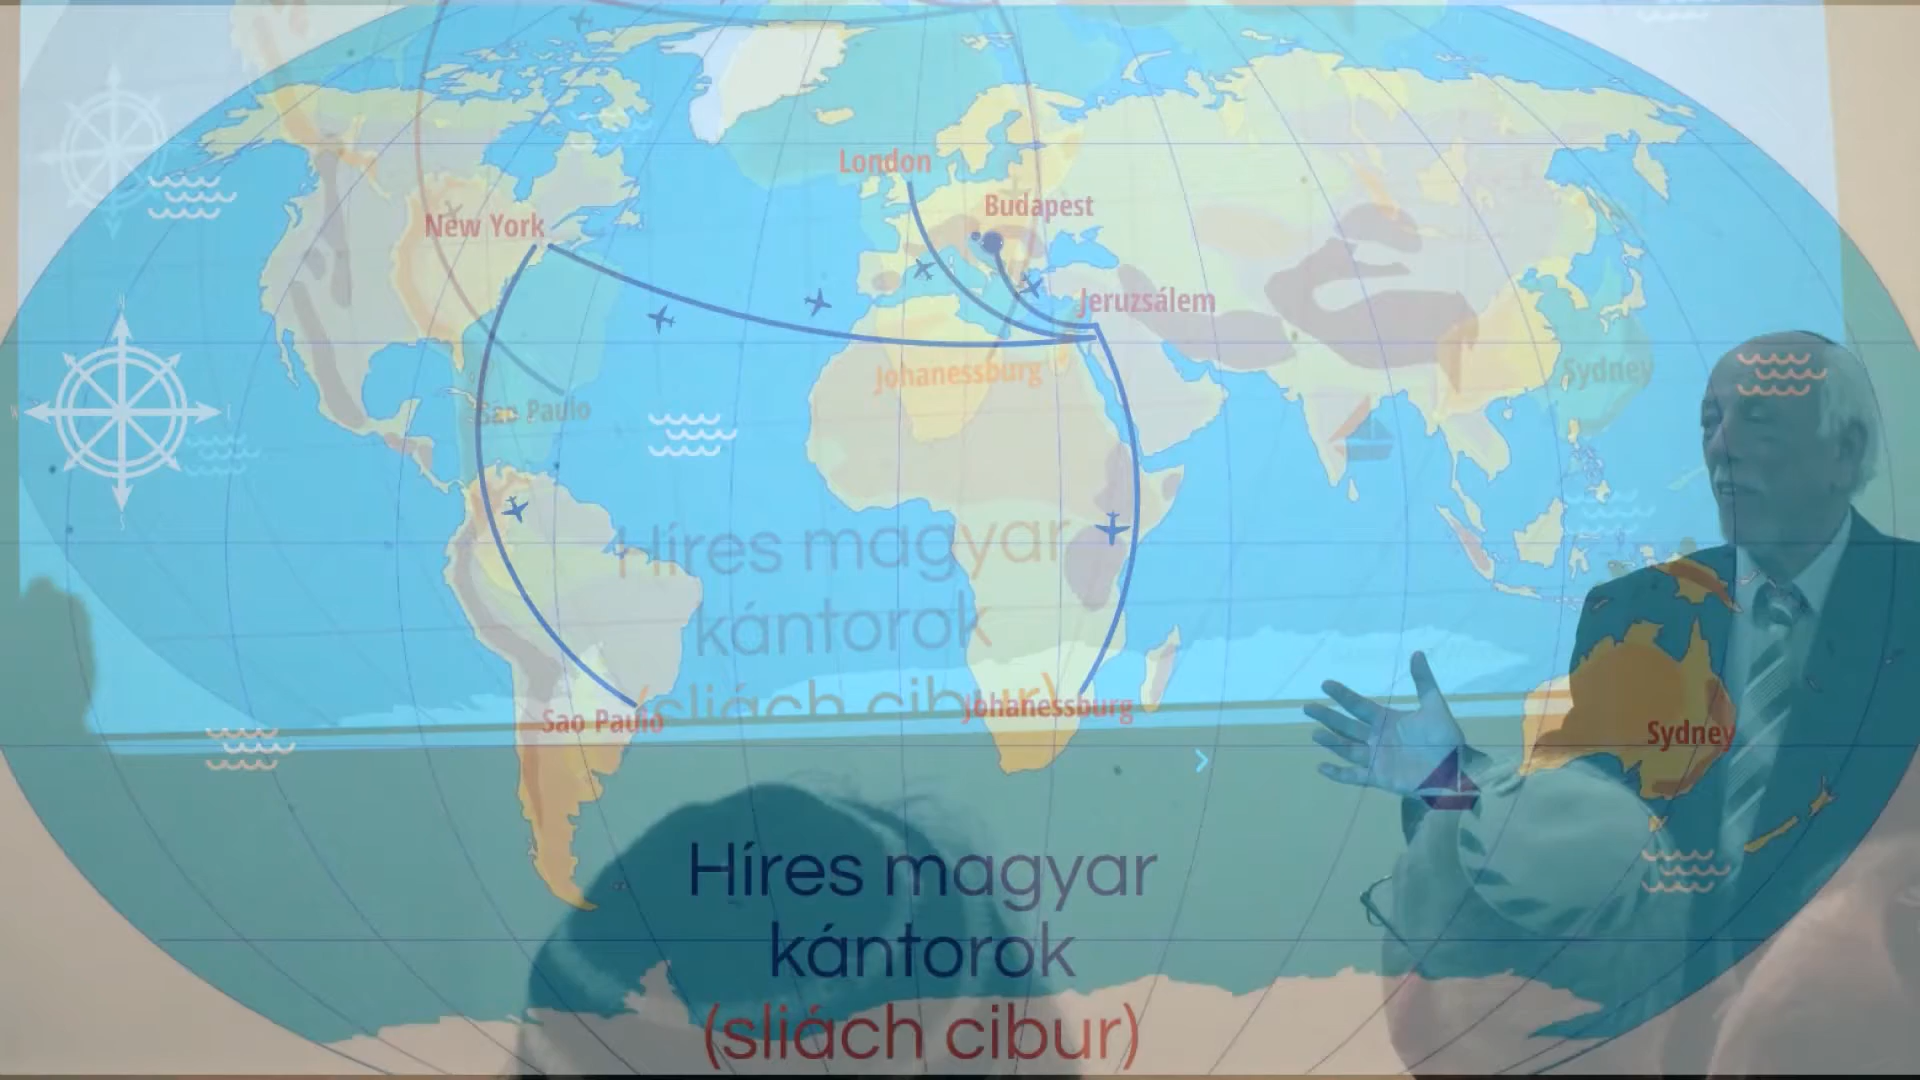 London
Budapest
New York
Jeruzsálem
Johanessburg
Sydney
Sao Paulo
Híres magyar
kántorok
(sliách cibur)
Sao Paulo
Johanessburg
Sydney
Híres magyar
kántorok
(sliách cibur)